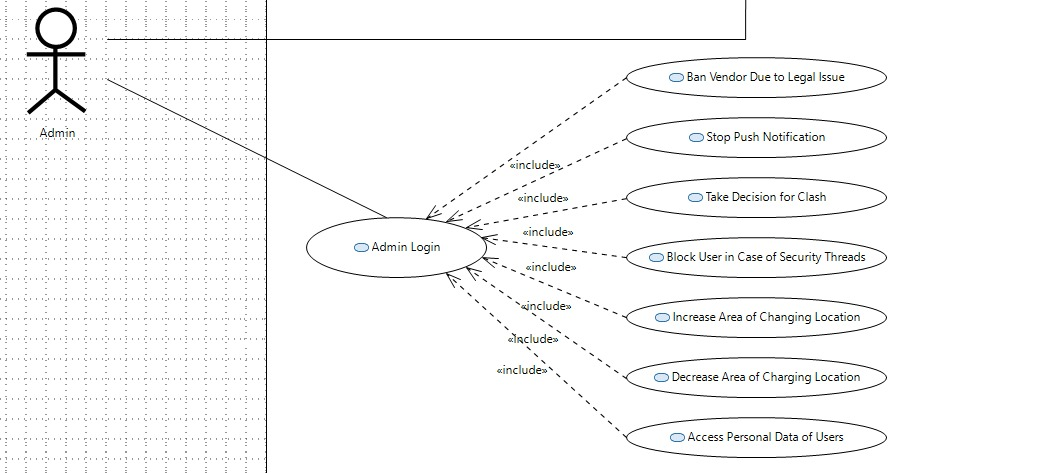 Admin
Ban Vendor Due to Legal Issue
Stop Push Notification
«include»
«include»
Take Decision for Clash
«include»
Admin Login
Block User in Case of Security Threads
«include»
«include»
Increase Area of Changing Location
«include»
«include»
Decrease Area of Charging Location
Access Personal Data of Users